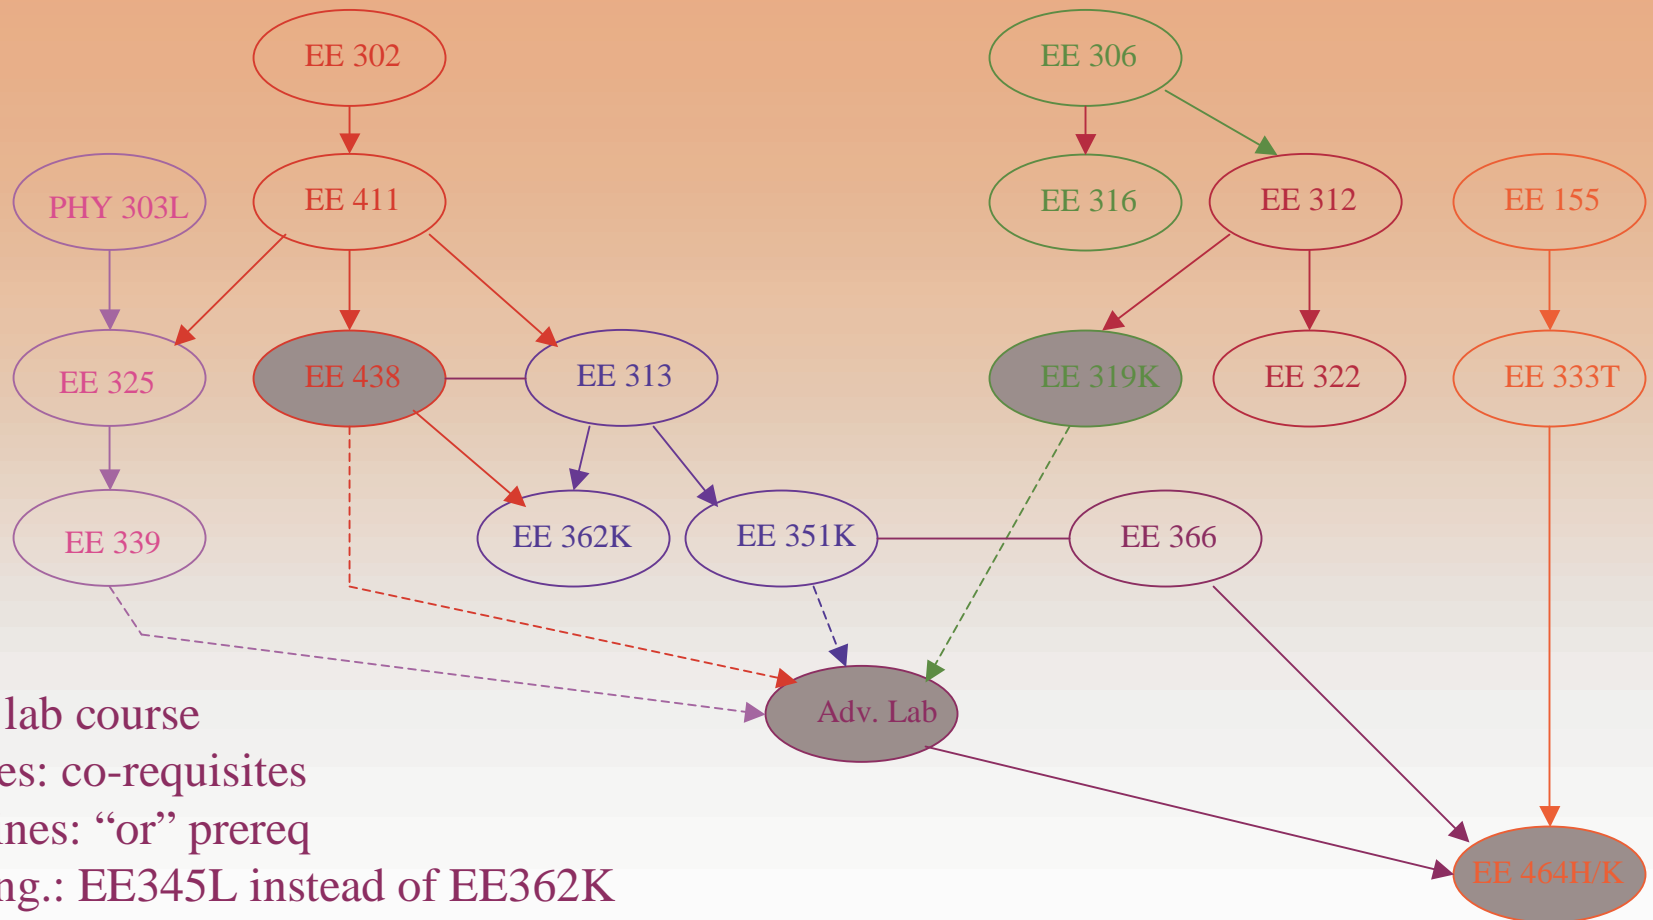 EE 302
EE 306
PHY 303L
EE 411
EE 316
EE 312
EE 155
EE 325
EE 438
EE 313
EE 319K
EE 322
EE 333T
EE 339
EE 362K
EE 351K
EE 366
Adv. Lab
EE 464H/K
lab course
es: co-requisites
ines: “or” prereq
ng.: EE345L instead of EE362K